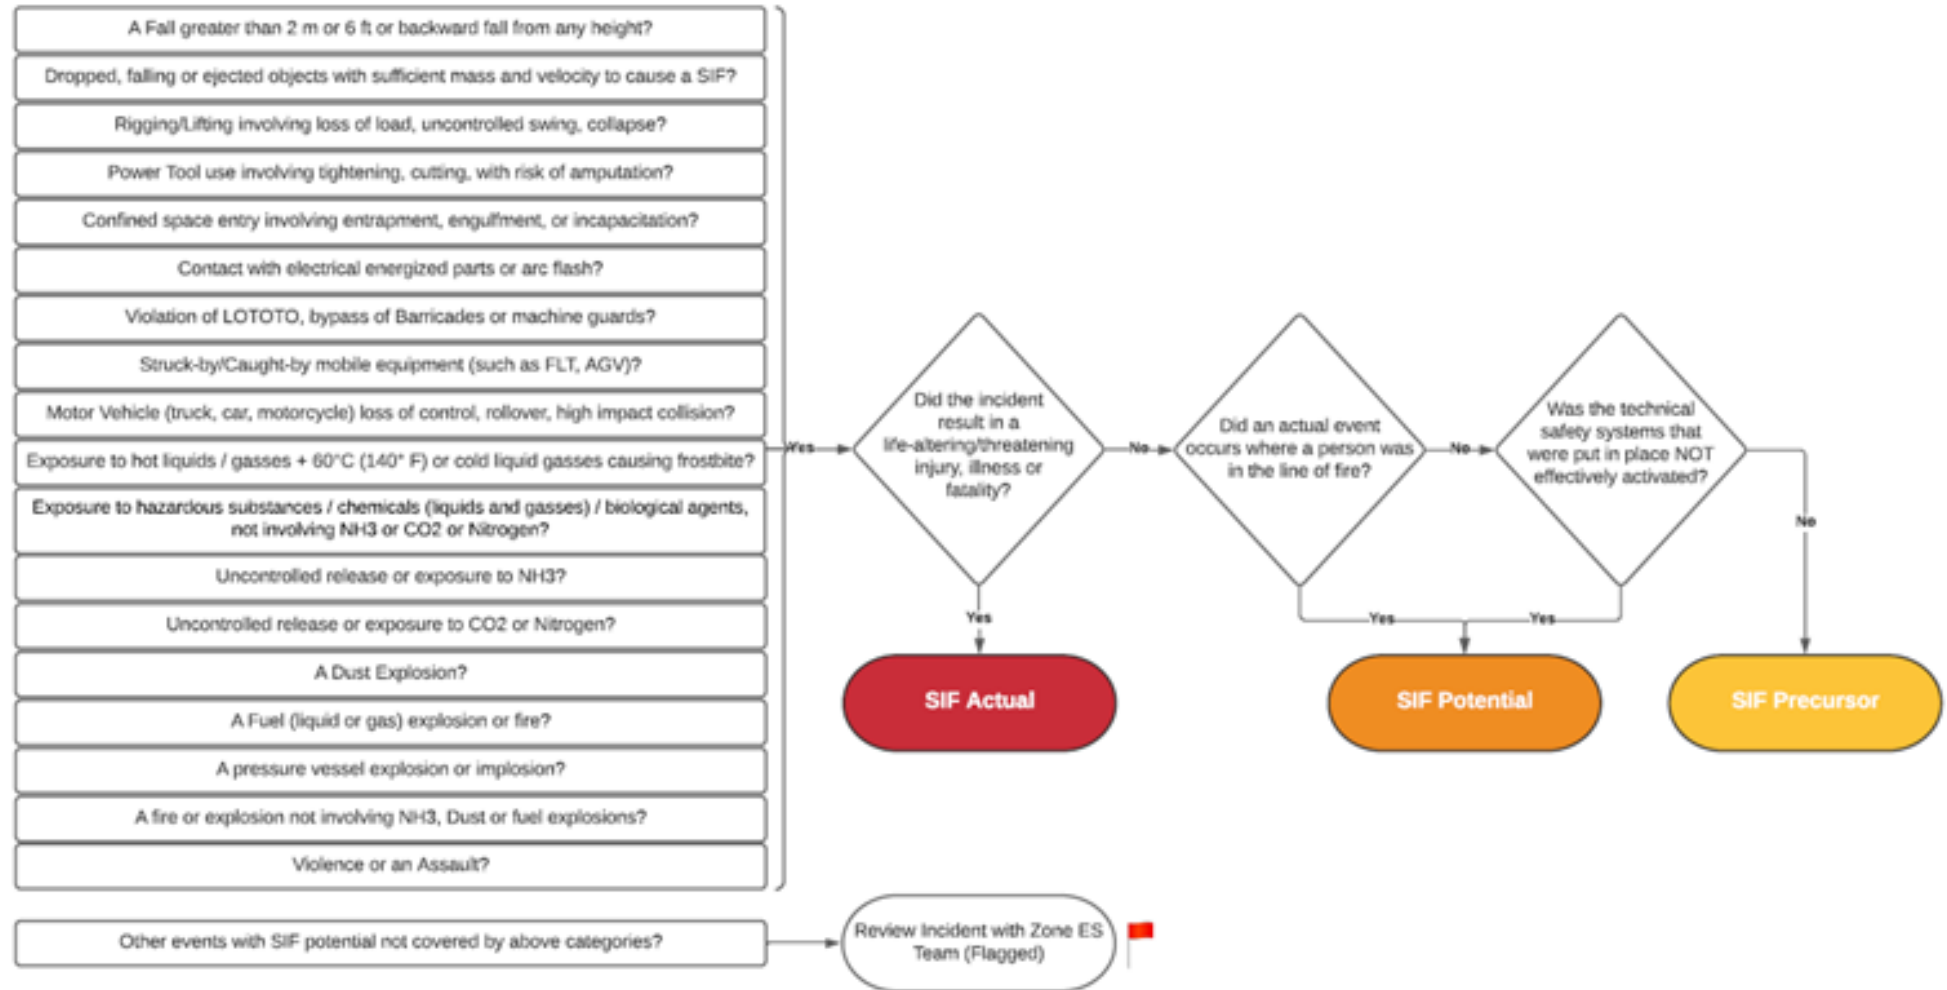 A Fall greater than 2 m or 6 ft or backward fall from any height?
Dropped, falling or ejected objects with sufficient mass and velocity to cause a SIF?
Rigging/Lifting involving loss of load, uncontrolled swing, collapse?
Power Tool use involving tightening, cutting, with risk of amputation?
Confined space entry involving entrapment, engulfment, or incapacitation?
Contact with electrical energized parts or arc flash?
Violation of LOTOTO, bypass of Barricades or machine guards?
Struck-by/Caught-by mobile equipment (such as FLT, AGV)?
Motor Vehicle (truck, car, motorcycle) loss of control, rollover, high impact collision?
Exposure to hot liquids / gasses + 60°C (140° F) or cold liquid gasses causing frostbite?
Exposure to hazardous substances / chemicals (liquids and gasses) / biological agents,
not involving NH3 or CO2 or Nitrogen?
Uncontrolled release or exposure to NH3?
Uncontrolled release or exposure to CO2 or Nitrogen?
A Dust Explosion?
A Fuel (liquid or gas) explosion or fire?
A pressure vessel explosion or implosion?
A fire or explosion not involving NH3, Dust or fuel explosions?
Violence or an Assault?
Other events with SIF potential not covered by above categories?
Yes
Did the incident
result in a
life-altering/threatening
injury, illness or
fatality?
No
Did an actual event
occurs where a person was
in the line of fire?
No
Was the technical
safety systems that
were put in place NOT
effectively activated?
No
Yes
Yes
Yes
SIF Actual
SIF Potential
SIF Precursor
Review Incident with Zone ES
Team (Flagged)